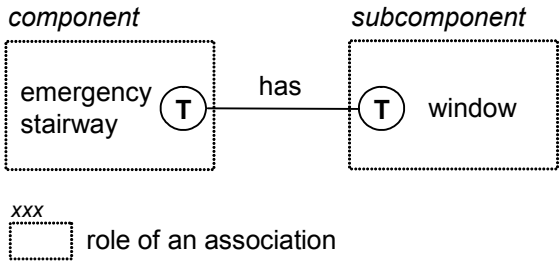 component
subcomponent
emergency
stairway
T
has
T
window
xxx
role of an association